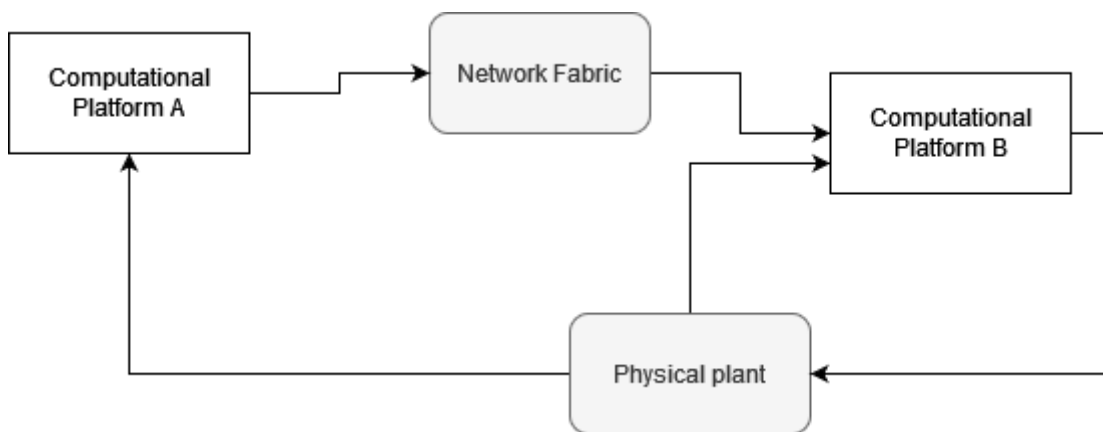 Computational
Platform A
Network Fabric
Computational
Platform B
Physical plant